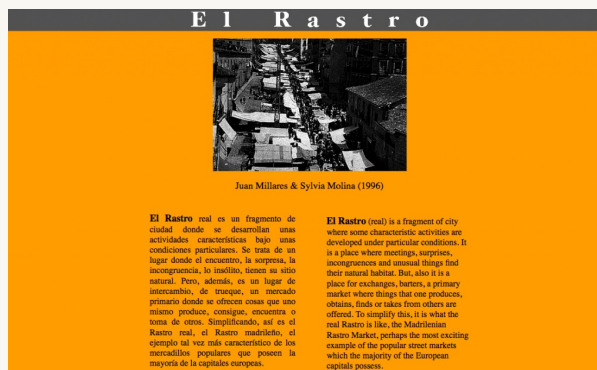 El Rastro
Juan Millares & Sylvia Molina (1996)
El Rastro real es un fragmento de
ciudad donde se desarrollan unas
actividades características bajo unas
condiciones particulares. Se trata de un
lugar donde el encuentro, la sorpresa, la
incongruencia, lo insólito, tienen su sitio
natural. Pero, además, es un lugar de
intercambio, de trueque, un mercado
primario donde se ofrecen cosas que uno
mismo produce, consigue, encuentra o
toma de otros. Simplificando, así es el
Rastro real, el Rastro madrileño, el
ejemplo tal vez más característico de los
mercadillos populares que poseen la
mayoría de la capitales europeas.
El Rastro (real) is a fragment of city
where some characteristic activities are
developed under particular conditions. It
is a place where meetings, surprises,
incongruences and unusual things find
their natural habitat. But, also it is a
place for exchanges, barters, a primary
market where things that one produces,
obtains, finds or takes from others are
offered. To simplify this, it is what the
real Rastro is like, the Madrilenian
Rastro Market, perhaps the most exciting
example of the popular street markets
which the majority of the European
capitals possess.